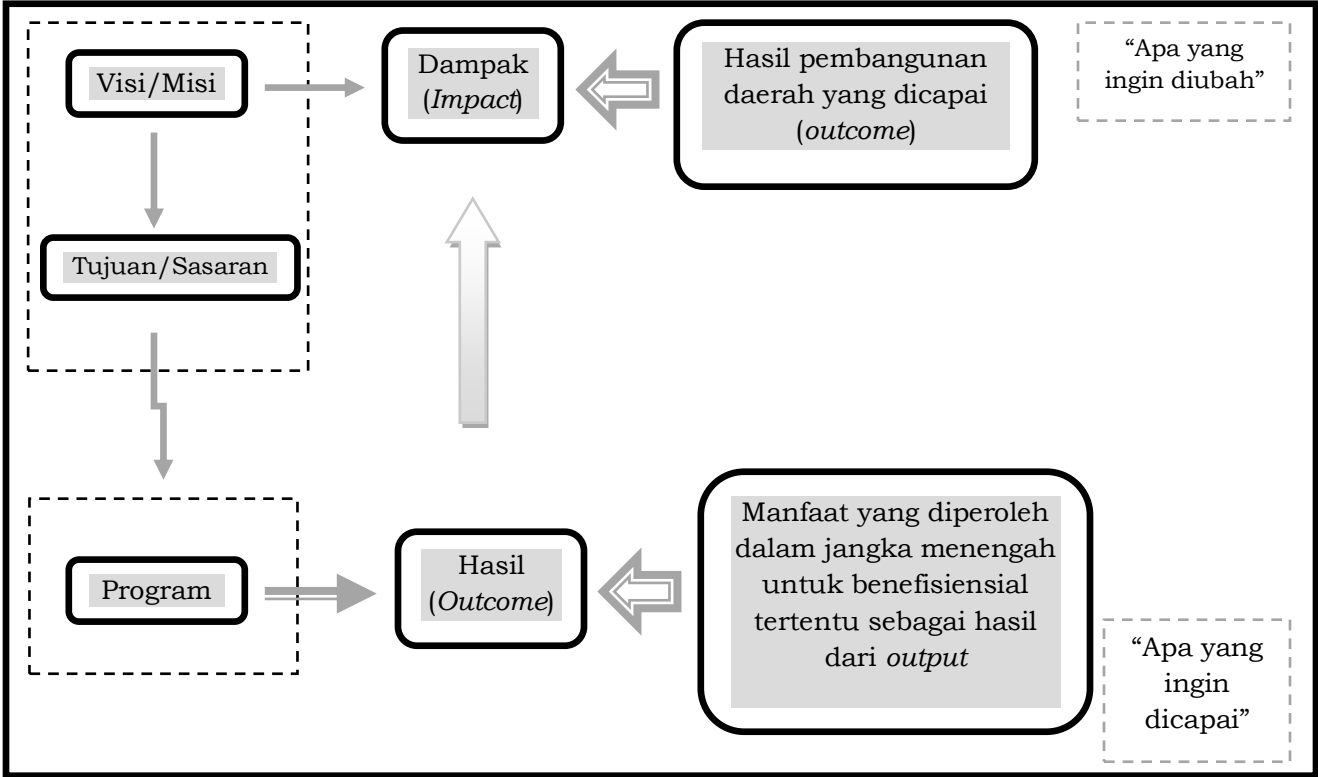 Visi/Misi
Dampak
(Impact)
Hasil pembangunan
daerah yang dicapai
(outcome)
“Apa yang
ingin diubah”
Tujuan/Sasaran
Program
Hasil
(Outcome)
Manfaat yang diperoleh
dalam jangka menengah
untuk benefisiensial
tertentu sebagai hasil
dari output
“Apa yang
ingin
dicapai”